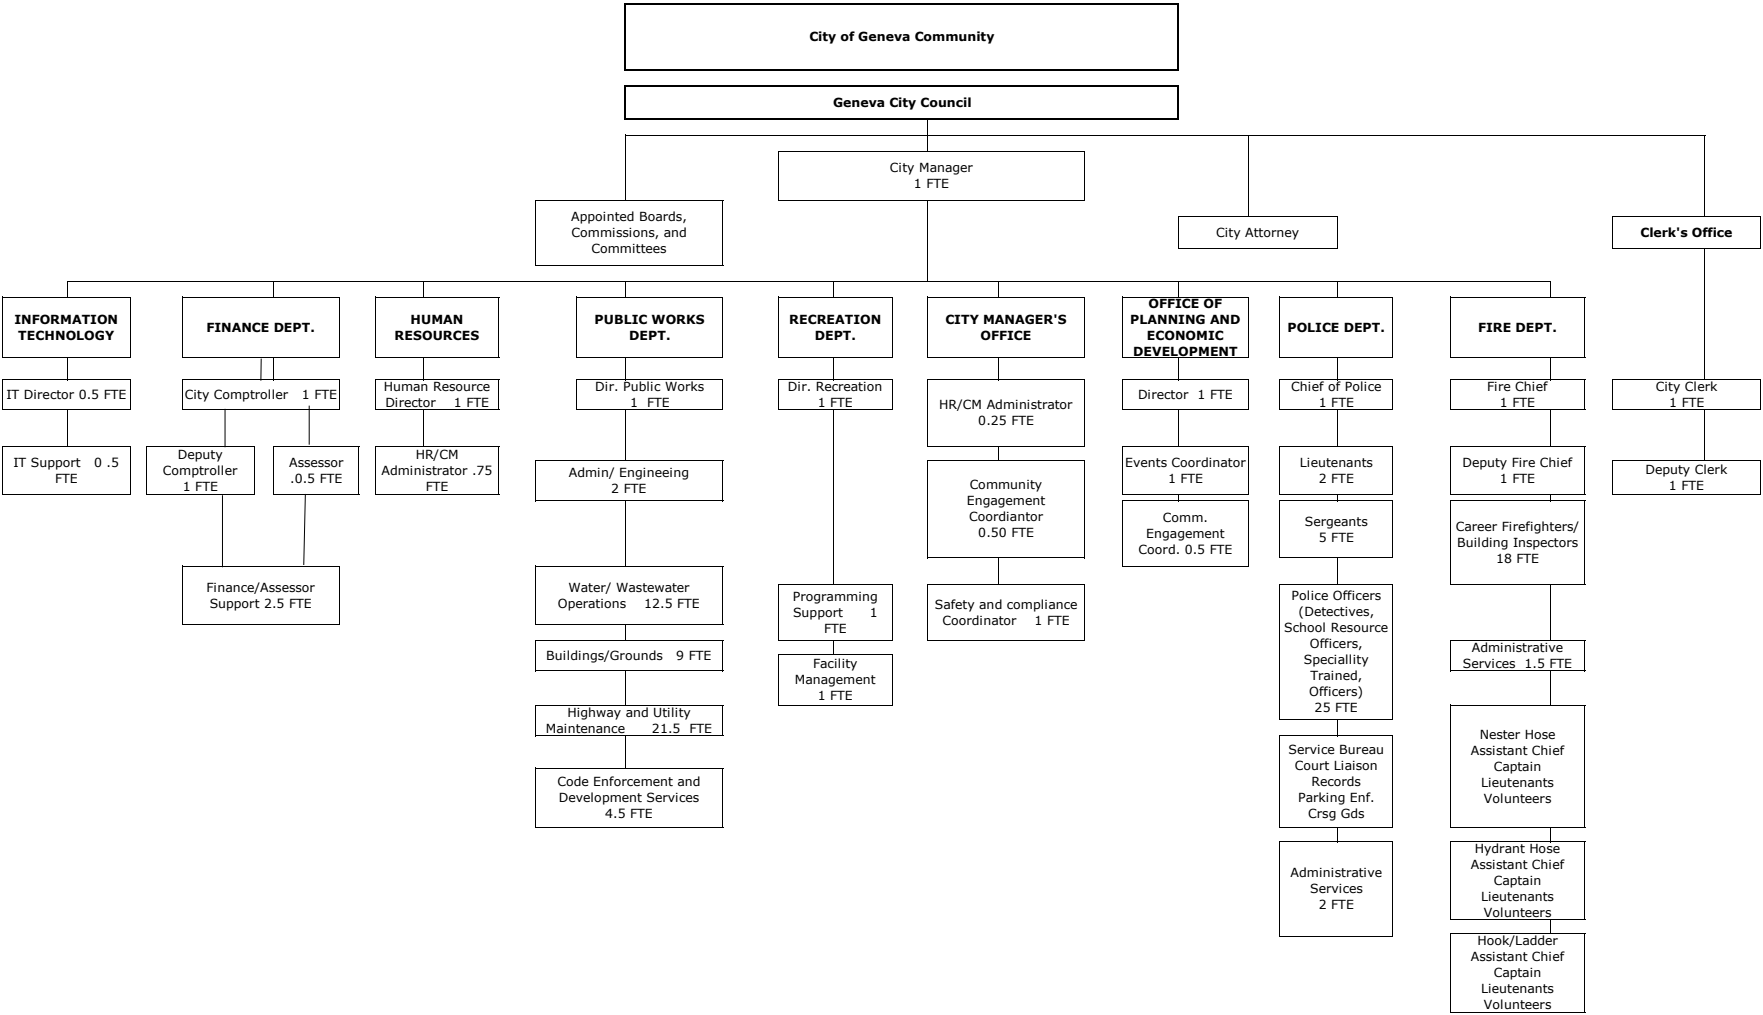 City of Geneva Community
Geneva City Council
City Manager
1 FTE
Appointed Boards,
Commissions, and
Committees
City Attorney
Clerk's Office
INFORMATION
TECHNOLOGY
FINANCE DEPT.
HUMAN
RESOURCES
PUBLIC WORKS
DEPT.
RECREATION
DEPT.
CITY MANAGER'S
OFFICE
OFFICE OF
PLANNING AND
ECONOMIC
DEVELOPMENT
POLICE DEPT.
FIRE DEPT.
IT Director 0.5 FTE
City Comptroller 1 FTE
Human Resource
Director 1 FTE
Dir. Public Works
1 FTE
Dir. Recreation
1 FTE
HR/CM Administrator
0.25 FTE
Director 1 FTE
Chief of Police
1 FTE
Fire Chief
1 FTE
City Clerk
1 FTE
IT Support 0 .5
FTE
Deputy
Comptroller
1 FTE
Assessor
.0.5 FTE
HR/CM
Administrator .75
FTE
Admin/ Engineeing
2 FTE
Community
Engagement
Coordiantor
0.50 FTE
Events Coordinator
1 FTE
Lieutenants
2 FTE
Deputy Fire Chief
1 FTE
Deputy Clerk
1 FTE
Comm.
Engagement
Coord. 0.5 FTE
Sergeants
5 FTE
Career Firefighters/
Building Inspectors
18 FTE
Finance/Assessor
Support 2.5 FTE
Water/ Wastewater
Operations 12.5 FTE
Programming
Support 1
FTE
Safety and compliance
Coordinator 1 FTE
Police Officers
(Detectives,
School Resource
Officers,
Speciallity
Trained,
Officers)
25 FTE
Buildings/Grounds 9 FTE
Facility
Management
1 FTE
Administrative
Services 1.5 FTE
Highway and Utility
Maintenance 21.5 FTE
Nester Hose
Assistant Chief
Captain
Lieutenants
Volunteers
Service Bureau
Court Liaison
Records
Parking Enf.
Crsg Gds
Code Enforcement and
Development Services
4.5 FTE
Administrative
Services
2 FTE
Hydrant Hose
Assistant Chief
Captain
Lieutenants
Volunteers
Hook/Ladder
Assistant Chief
Captain
Lieutenants
Volunteers